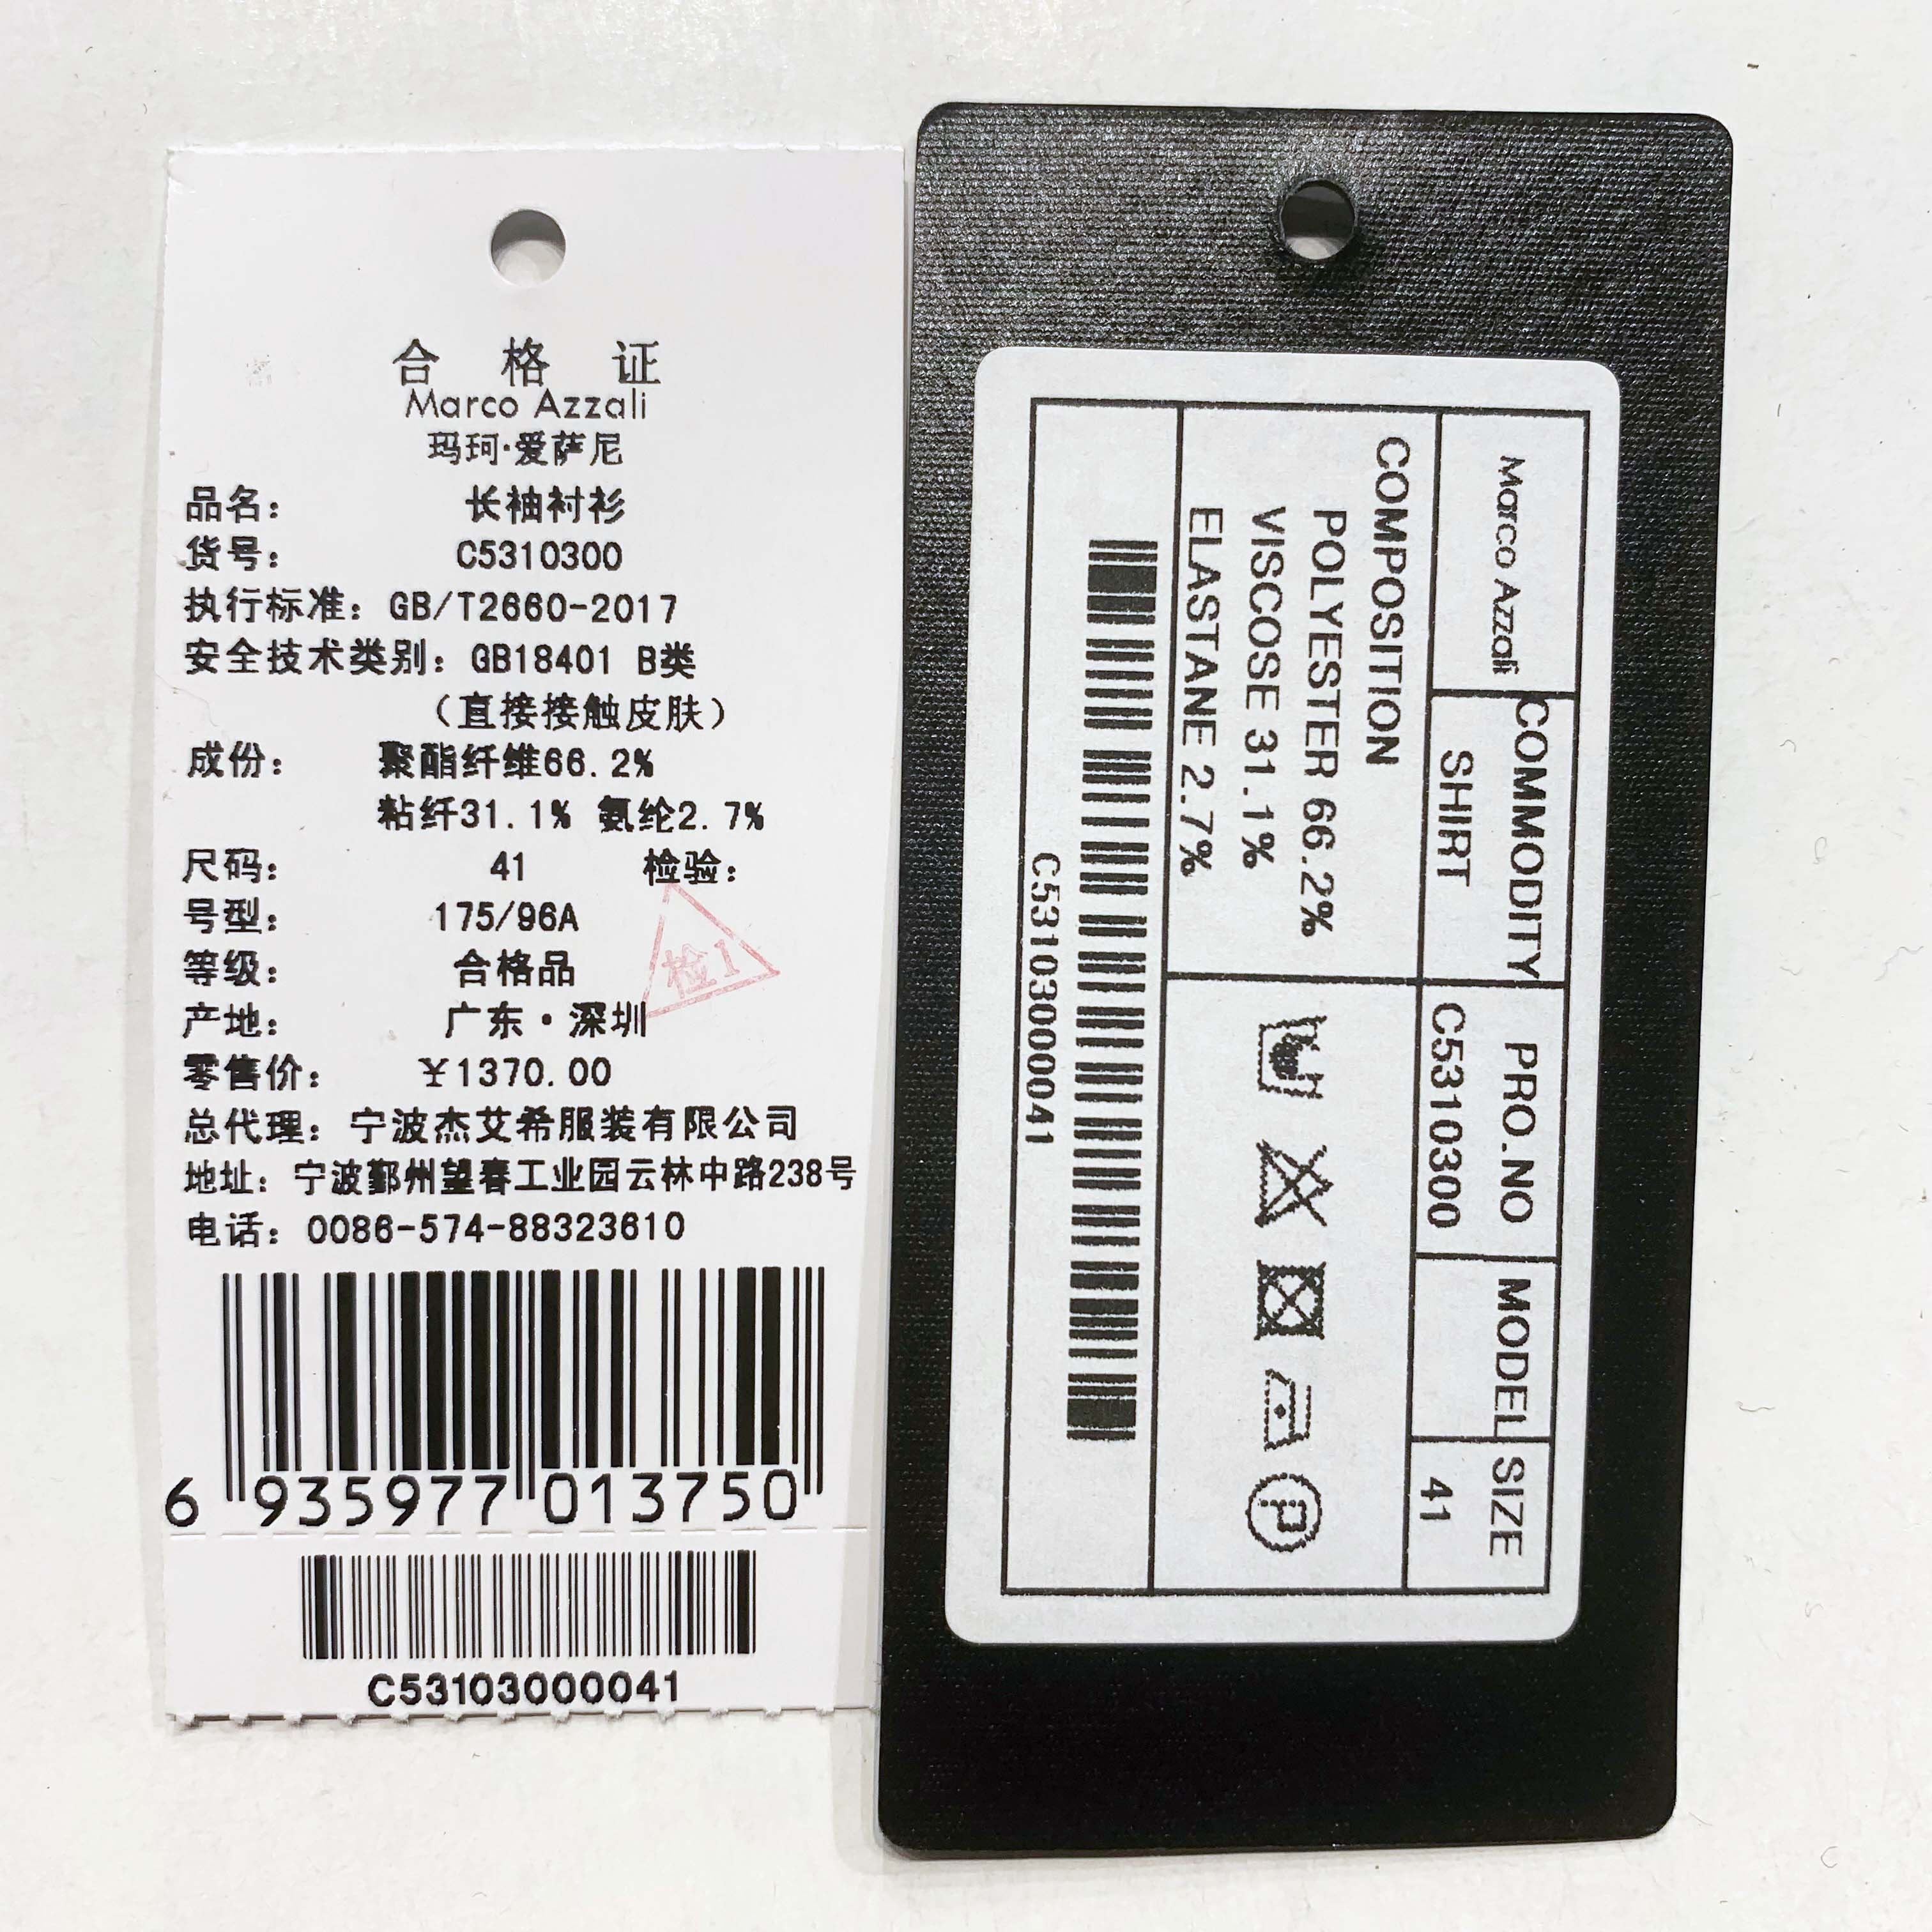 合 格 证
Marco Azzali
玛珂·爱萨尼
品名： 长袖衬衫
货号： C5310300
执行标准：GB/T2660-2017
安全技术类别：GB18401 B类
（直接接触皮肤）
成份： 聚酯纤维66.2%
粘纤31.1% 氨纶2.7%
尺码： 41 检验：
号型： 175/96A
检1
等级： 合格品
产地： 广东·深圳
零售价： ¥1370.00
总代理：宁波杰艾希服装有限公司
地址：宁波鄞州望春工业园云林中路238号
电话：0086-574-88323610
6 935977 013750
C53103000041
Marco Azzali
COMMODITY PRO.NO MODEL SIZE
SHIRT C5310300 41
COMPOSITION
POLYESTER 66.2%
VISCOSE 31.1%
ELASTANE 2.7%
P
C53103000041